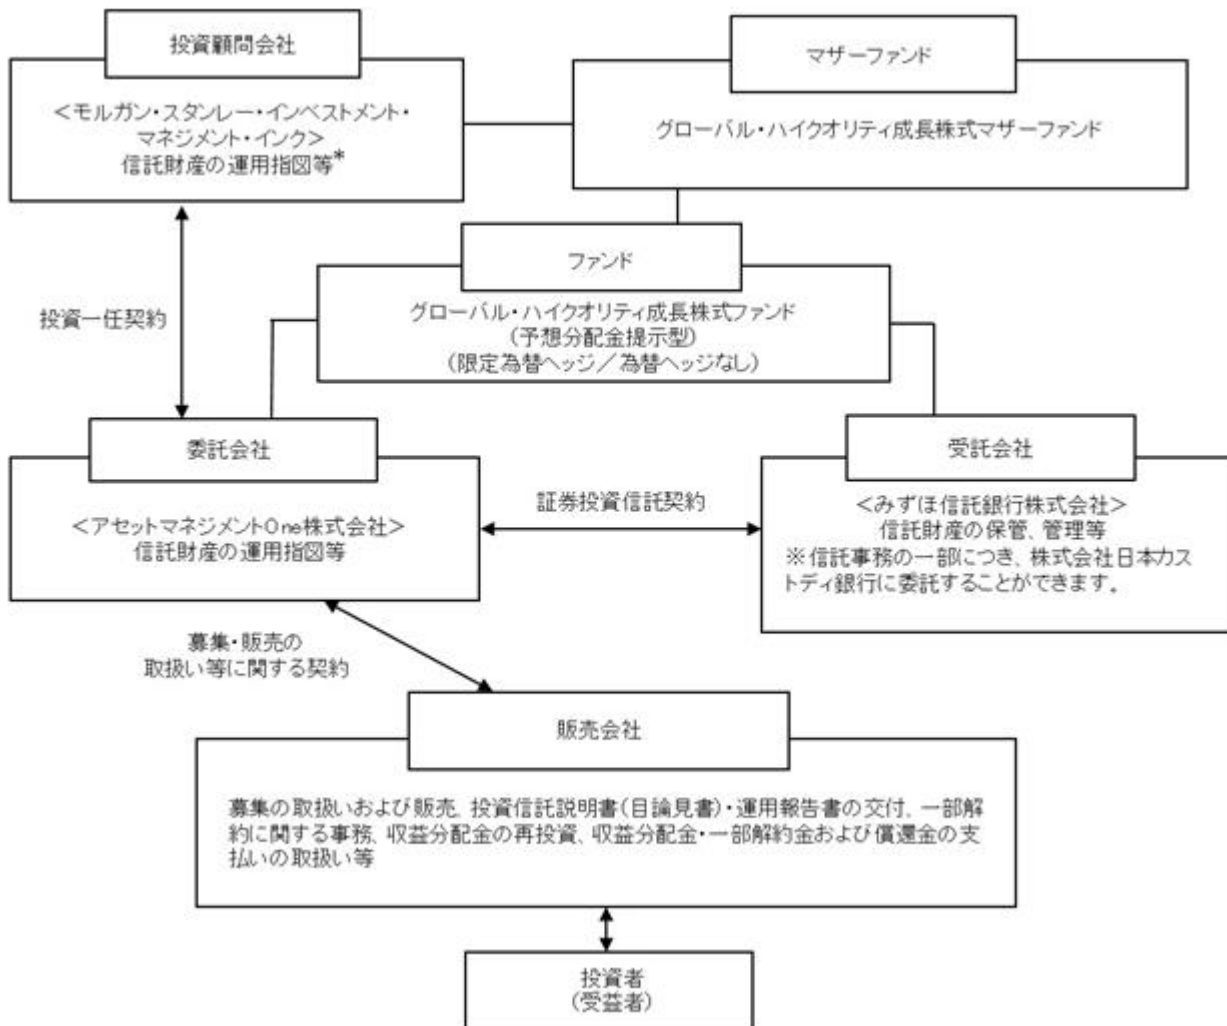 投資顧問会社
<モルガン・スタンレー・インベストメント・
マネジメント・インク>
信託財産の運用指図等*
マザーファンド
グローバル・ハイクオリティ成長株式マザーファンド
ファンド
グローバル・ハイクオリティ成長株式ファンド
(予想分配金提示型)
(限定為替ヘッジ/為替ヘッジなし)
投資一任契約
委託会社
<アセットマネジメントOne株式会社>
信託財産の運用指図等
証券投資信託契約
受託会社
<みずほ信託銀行株式会社>
信託財産の保管、管理等
※信託事務の一部につき、株式会社日本カス
トディ銀行に委託することができます。
募集・販売の
取扱い等に関する契約
販売会社
募集の取扱いおよび販売、投資信託説明書(目論見書)・運用報告書の交付、一部解
約に関する事務、収益分配金の再投資、収益分配金・一部解約金および償還金の支
払いの取扱い等
投資者
(受益者)